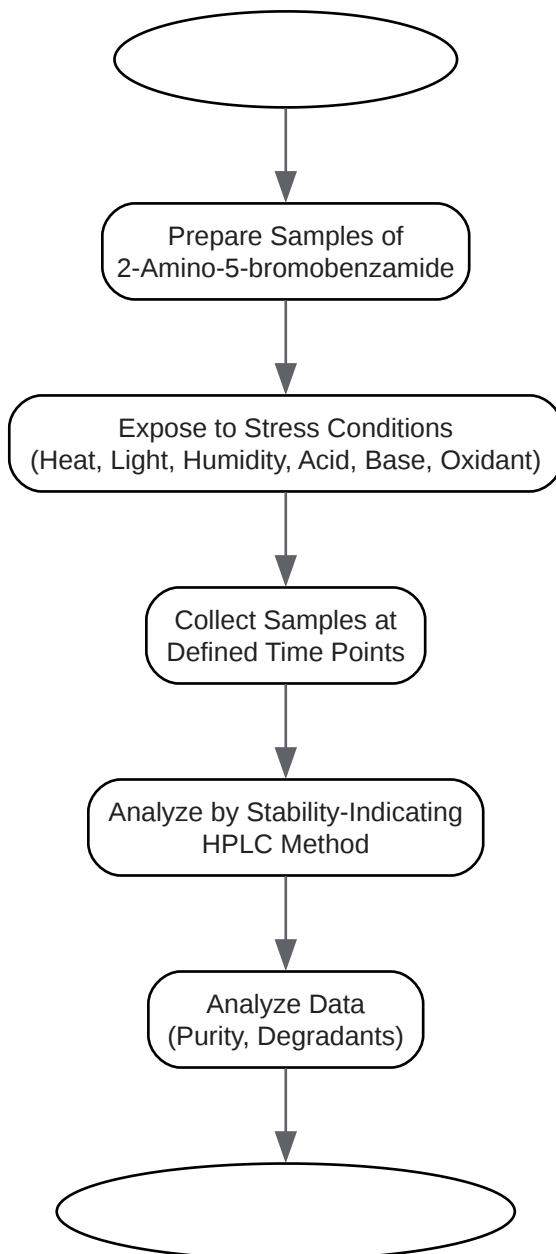 Prepare Samples of
2-Amino-5-bromobenzamide
Expose to Stress Conditions
(Heat, Light, Humidity, Acid, Base, Oxidant)
Collect Samples at
Defined Time Points
Analyze by Stability-Indicating
HPLC Method
Analyze Data
(Purity, Degradants)